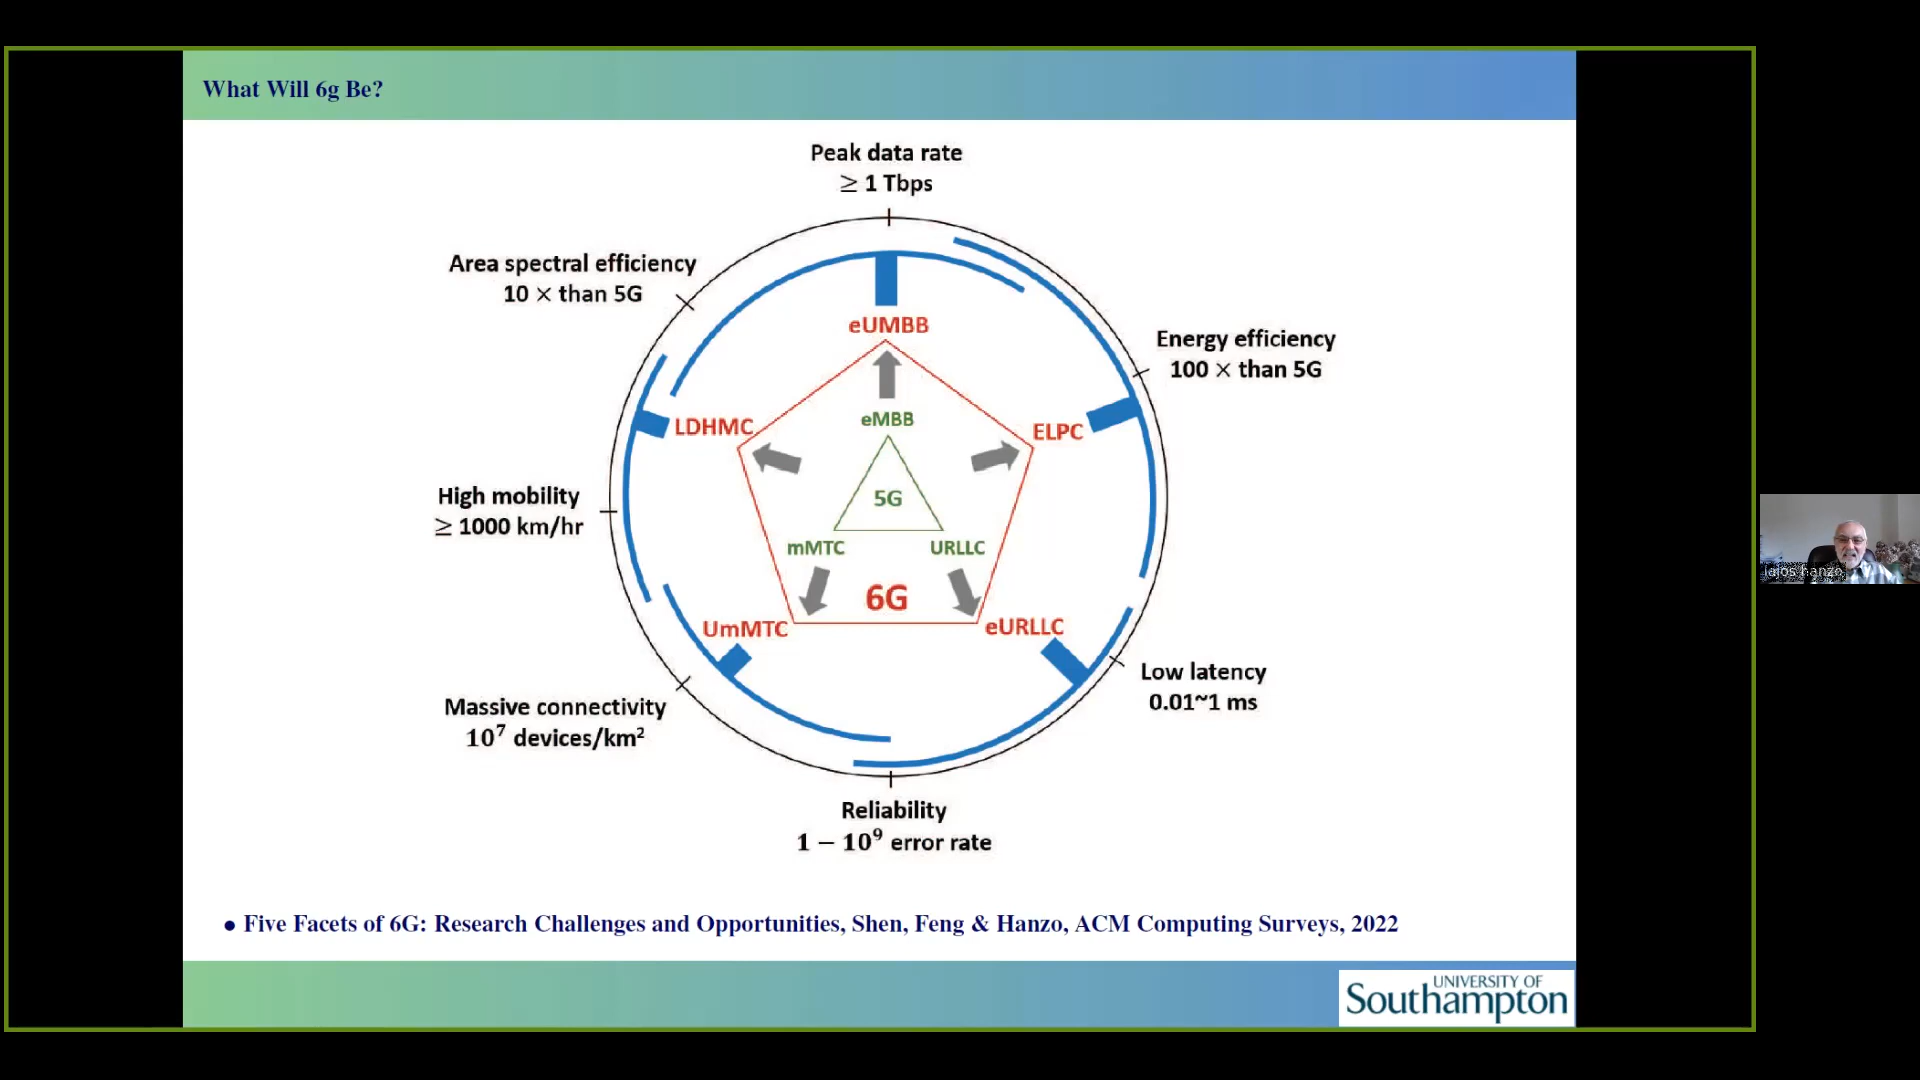 What Will 6g Be?
Peak data rate
≥ 1 Tbps
Area spectral efficiency
10 × than 5G
Energy efficiency
100 × than 5G
eUMBB
LDHMC
eMBB
ELPC
5G
High mobility
≥ 1000 km/hr
mMTC
URLLC
6G
UmMTC
eURLLC
Low latency
0.01~1 ms
Massive connectivity
10⁷ devices/km²
Reliability
1 − 10⁹ error rate
• Five Facets of 6G: Research Challenges and Opportunities, Shen, Feng & Hanzo, ACM Computing Surveys, 2022
UNIVERSITY OF
Southampton
lajos hanzo